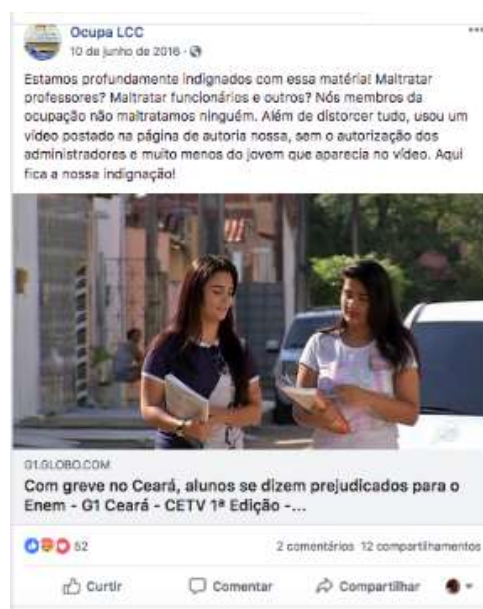 Ocupa LCC
10 de junho de 2016 ·
Estamos profundamente indignados com essa matéria! Maltratar
professores? Maltratar funcionários e outros? Nós membros da
ocupação não maltratamos ninguém. Além de distorcer tudo, usou um
vídeo postado na página de autoria nossa, sem o autorização dos
administradores e muito menos do jovem que aparecia no vídeo. Aqui
fica a nossa indignação!
G1.GLOBO.COM
Com greve no Ceará, alunos se dizem prejudicados para o
Enem - G1 Ceará - CETV 1ª Edição -...
52
2 comentários 12 compartilhamentos
Curtir Comentar Compartilhar